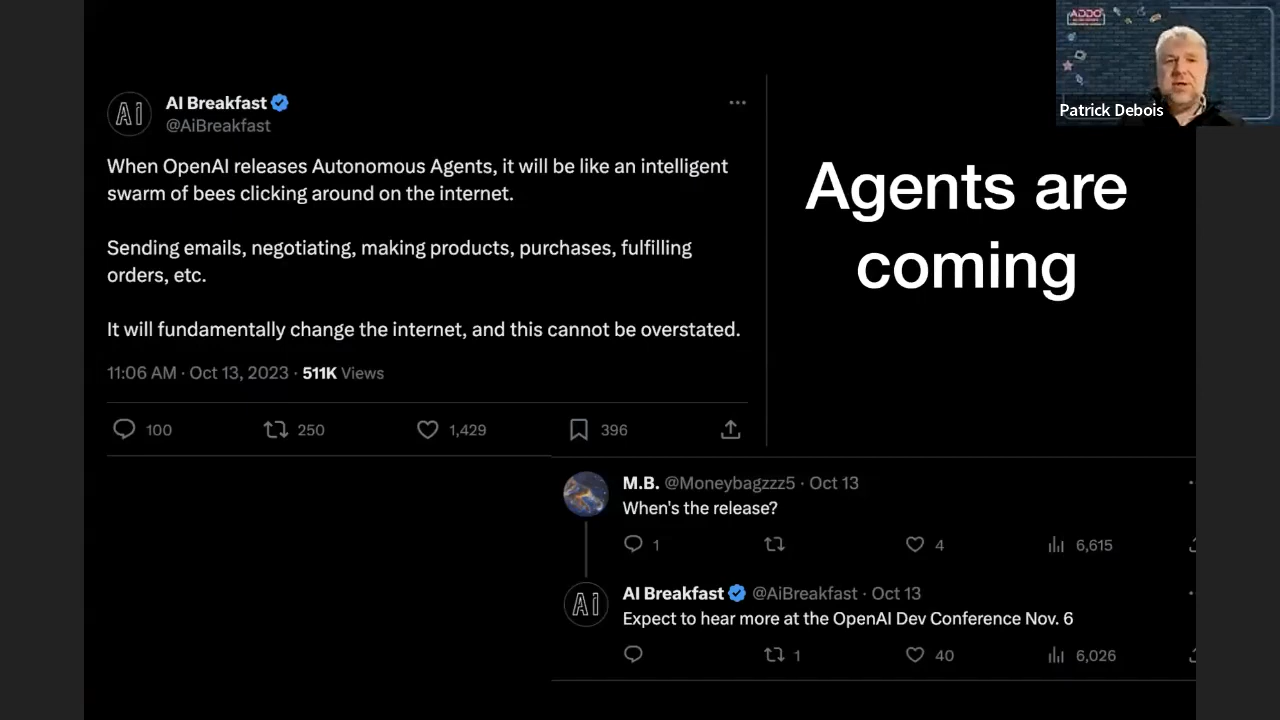 AI Breakfast
@AiBreakfast
When OpenAI releases Autonomous Agents, it will be like an intelligent
swarm of bees clicking around on the internet.
Sending emails, negotiating, making products, purchases, fulfilling
orders, etc.
It will fundamentally change the internet, and this cannot be overstated.
11:06 AM · Oct 13, 2023 · 511K Views
100 250 1,429 396
Agents are
coming
ADDO
Patrick Debois
M.B. @Moneybagzzz5 · Oct 13
When's the release?
1 4 6,615
AI Breakfast @AiBreakfast · Oct 13
Expect to hear more at the OpenAI Dev Conference Nov. 6
1 40 6,026